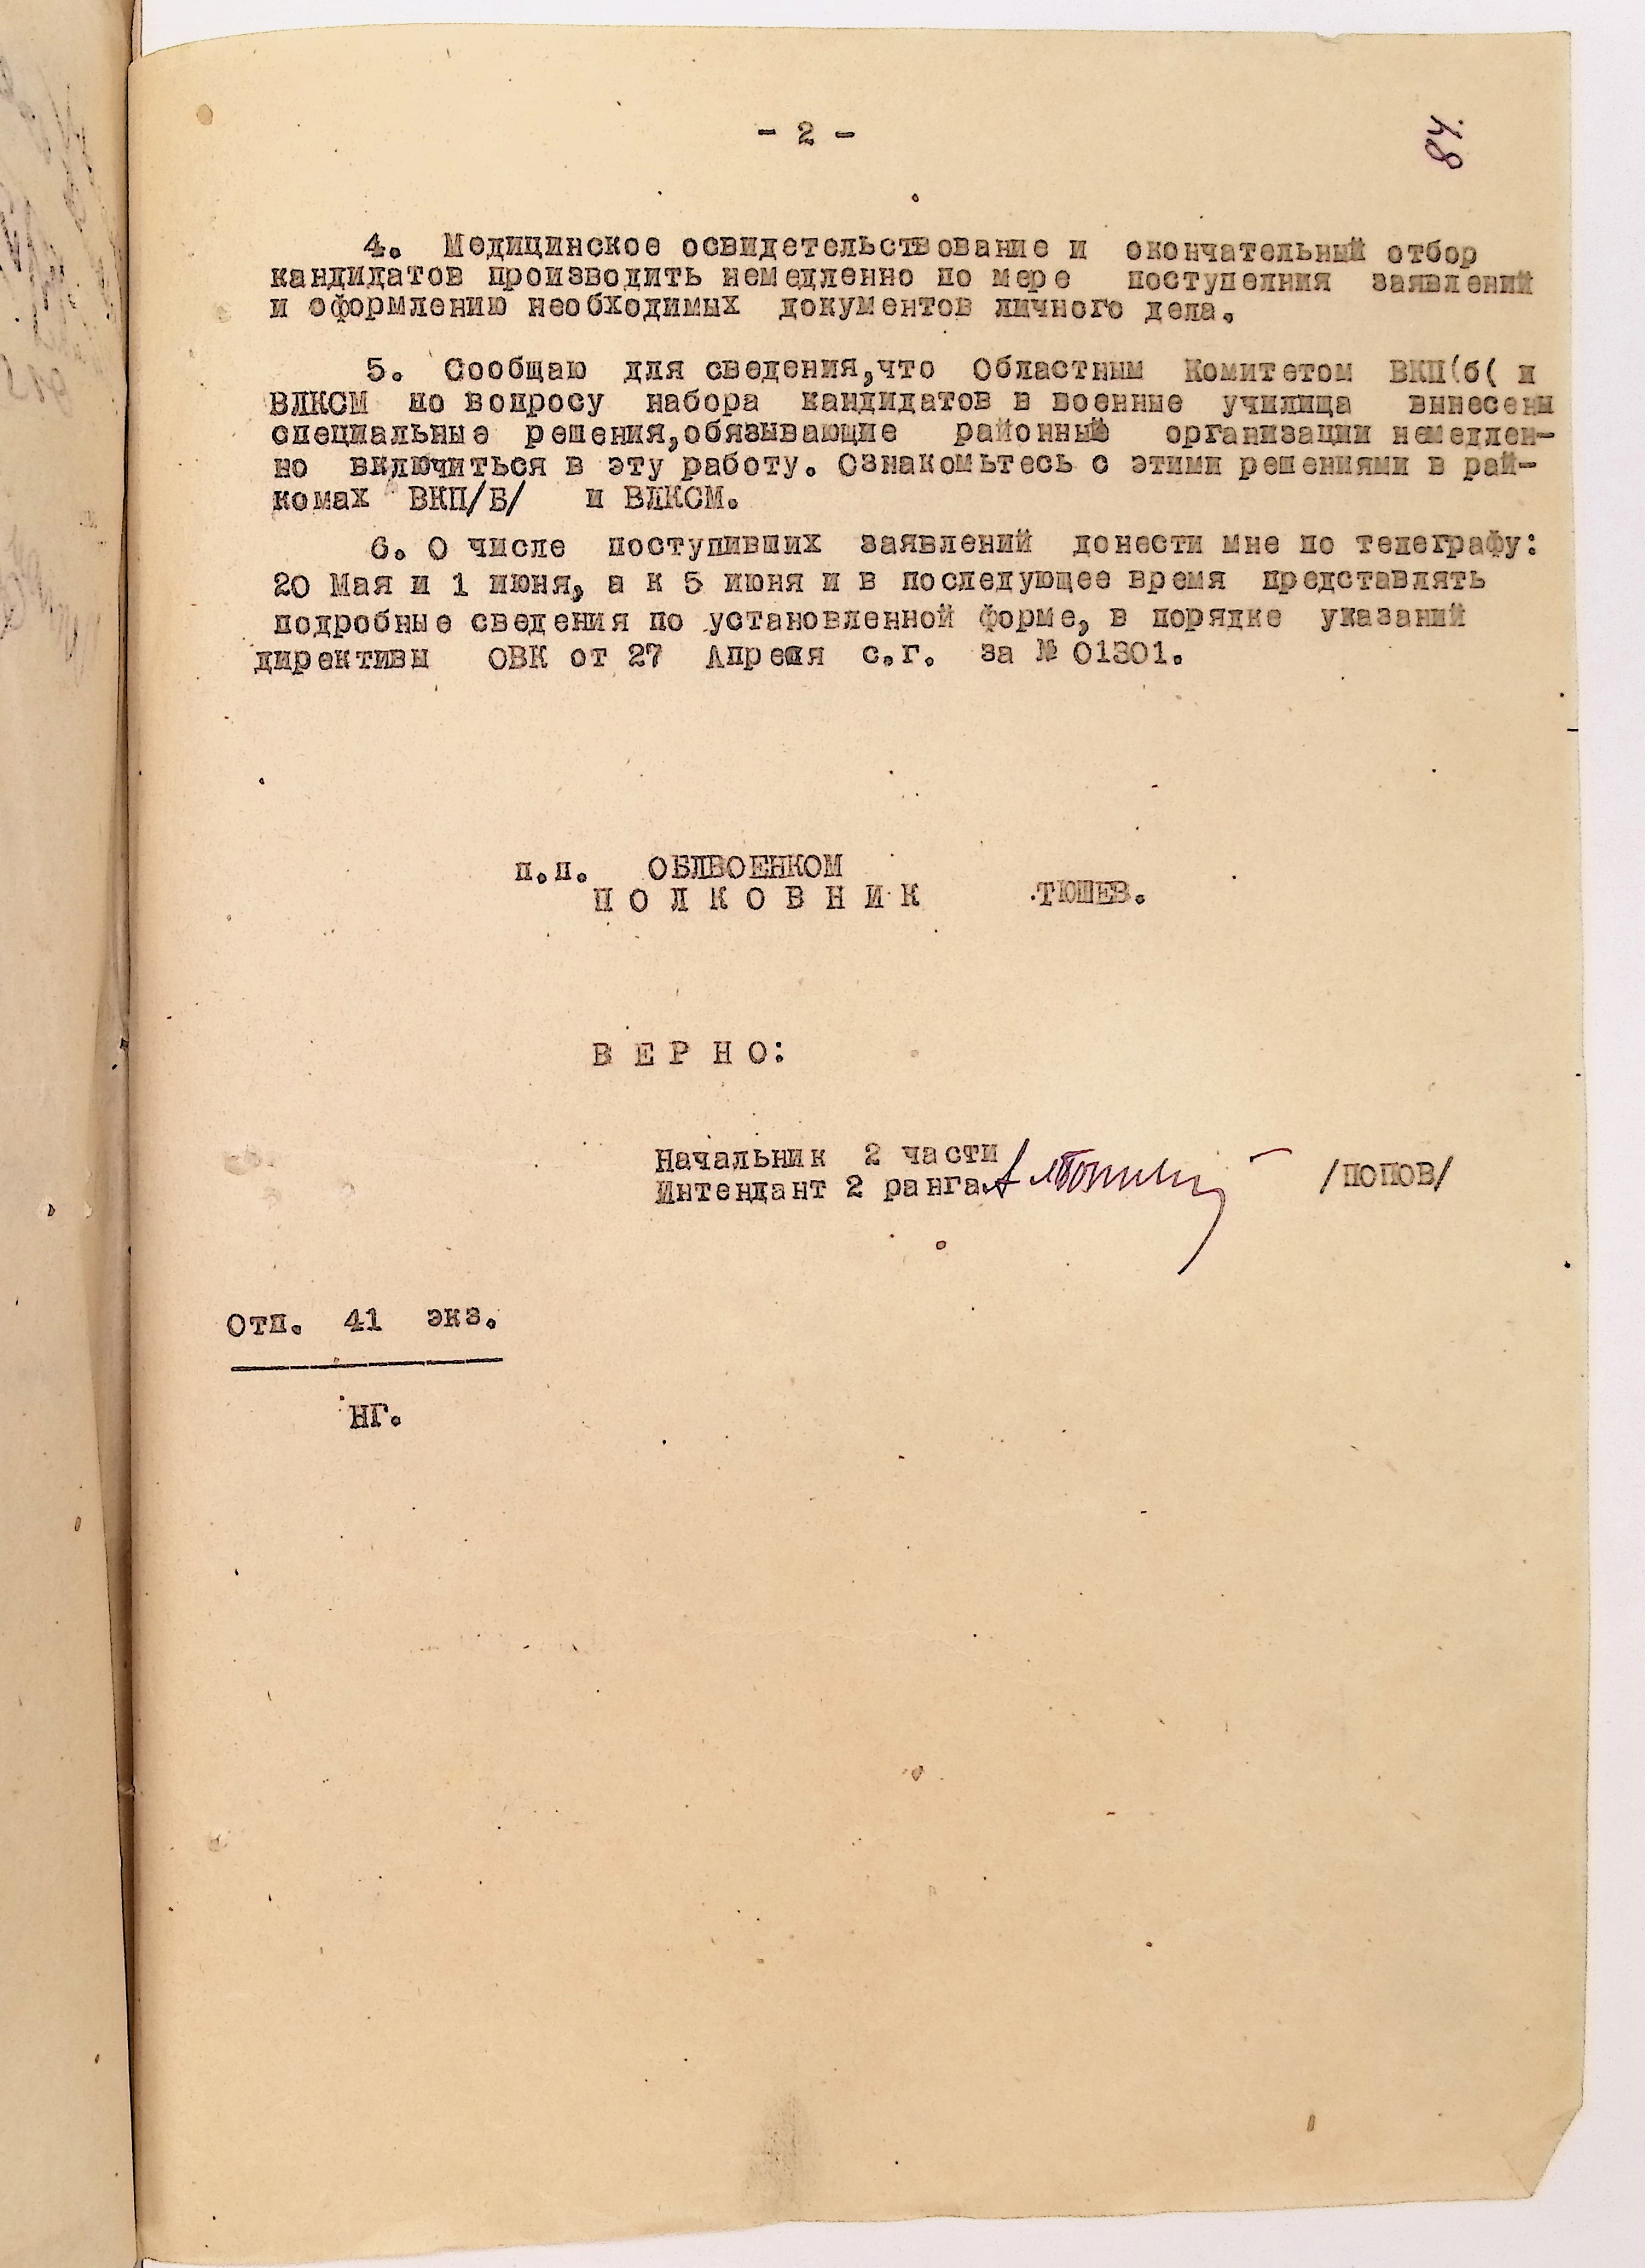 - 2 -
48
4. Медицинское освидетельствование и окончательный отбор
кандидатов производить немедленно по мере поступелния заявлений
и оформлению необходимых документов личного дела.
5. Сообщаю для сведения,что Областным Комитетом ВКП(б( и
ВЛКСМ по вопросу набора кандидатов в военные училища вынесены
специальные решения,обязывающие районный организации немедлен-
но включиться в эту работу. Ознакомьтесь с этими решениями в рай-
комах ВКП/Б/ и ВЛКСМ.
6. О числе поступивших заявлений донести мне по телеграфу:
20 Мая и 1 июня, а к 5 июня и в последующее время представлять
подробные сведения по установленной форме, в порядке указаний
директивы ОВК от 27 Апреля с.г. за № 01301.
п.п. ОБЛВОЕНКОМ
ПОЛКОВНИК ТЮШЕВ.
ВЕРНО:
Начальник 2 части
Интендант 2 ранга /ПОПОВ/
Отп. 41 экз.
НГ.